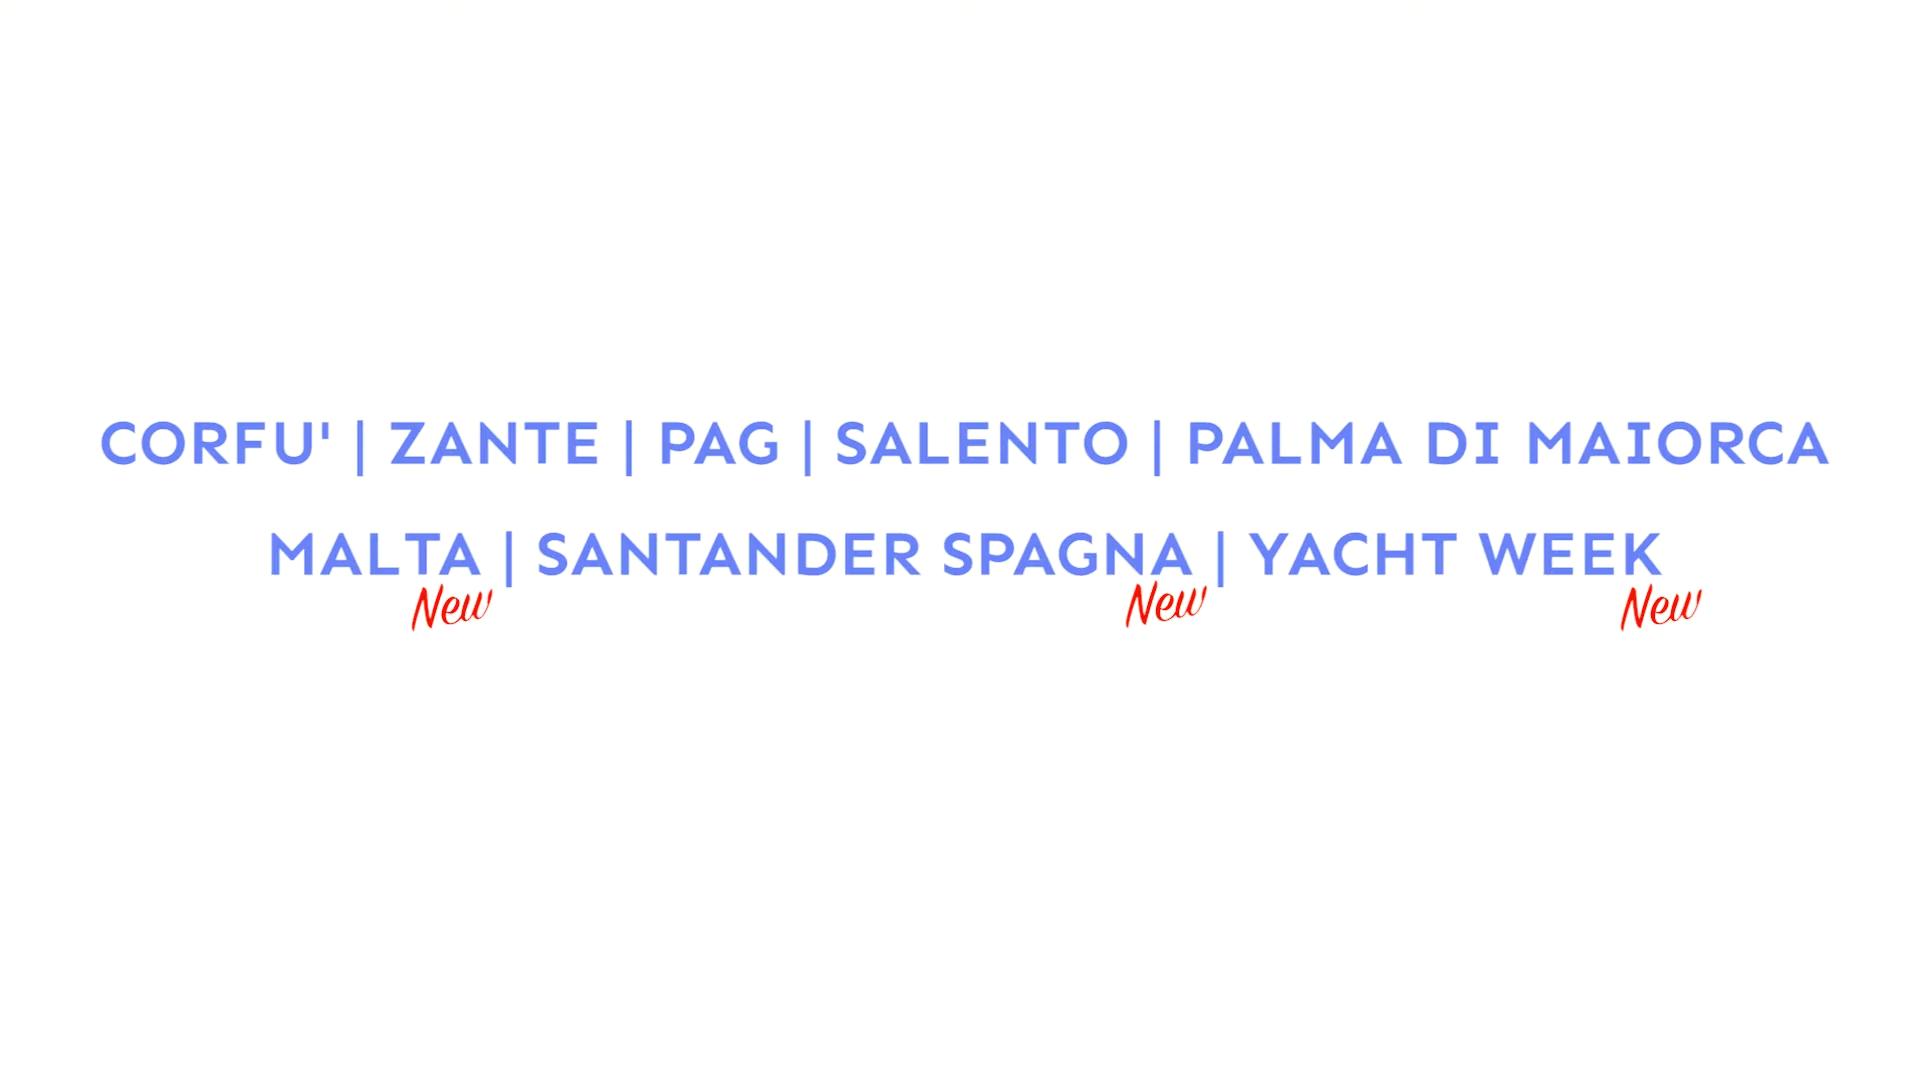 CORFU' | ZANTE | PAG | SALENTO | PALMA DI MAIORCA
MALTA | SANTANDER SPAGNA | YACHT WEEK
New New New